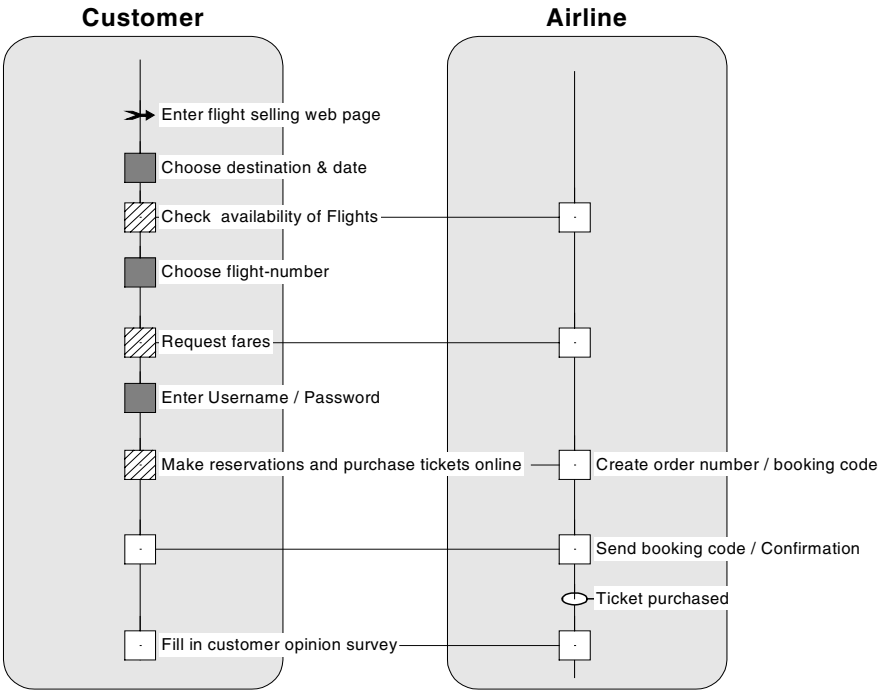 Customer
Airline
Enter flight selling web page
Choose destination & date
Check availability of Flights
Choose flight-number
Request fares
Enter Username / Password
Make reservations and purchase tickets online
Create order number / booking code
Send booking code / Confirmation
Ticket purchased
Fill in customer opinion survey